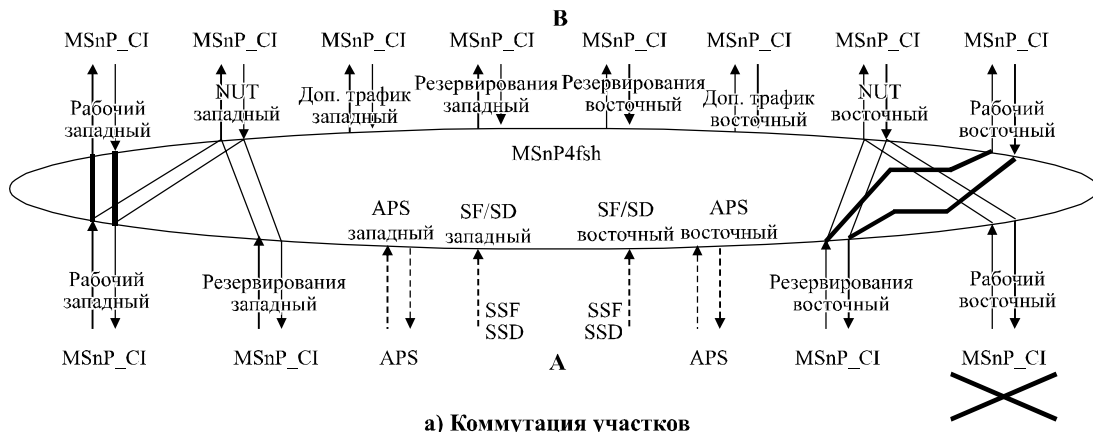 B
MSnP_CI MSnP_CI MSnP_CI MSnP_CI MSnP_CI MSnP_CI MSnP_CI MSnP_CI
Рабочий западный
NUT западный
Доп. трафик западный
Резервирования западный
Резервирования восточный
Доп. трафик восточный
NUT восточный
Рабочий восточный
MSnP4fsh
APS западный
SF/SD западный
SF/SD восточный
APS восточный
Рабочий западный
Резервирования западный
SSF
SSD
SSF
SSD
Резервирования восточный
Рабочий восточный
MSnP_CI MSnP_CI APS A APS MSnP_CI MSnP_CI
а) Коммутация участков